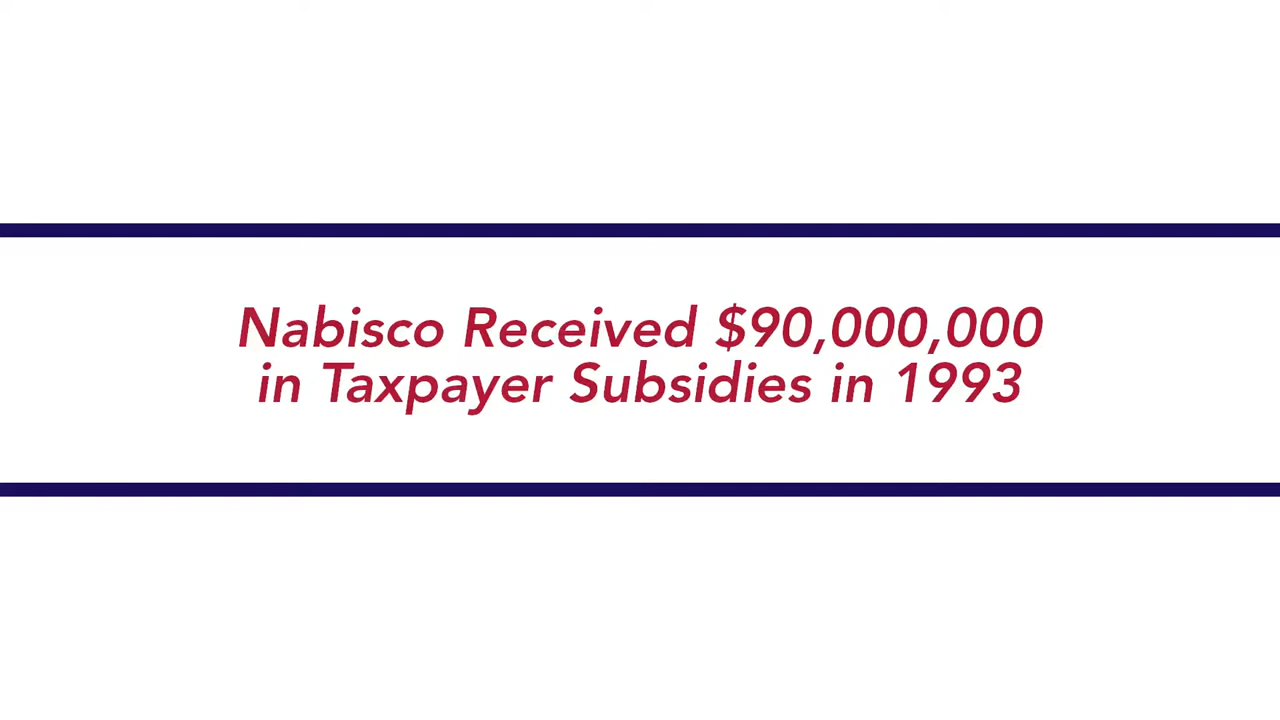 Nabisco Received $90,000,000
in Taxpayer Subsidies in 1993